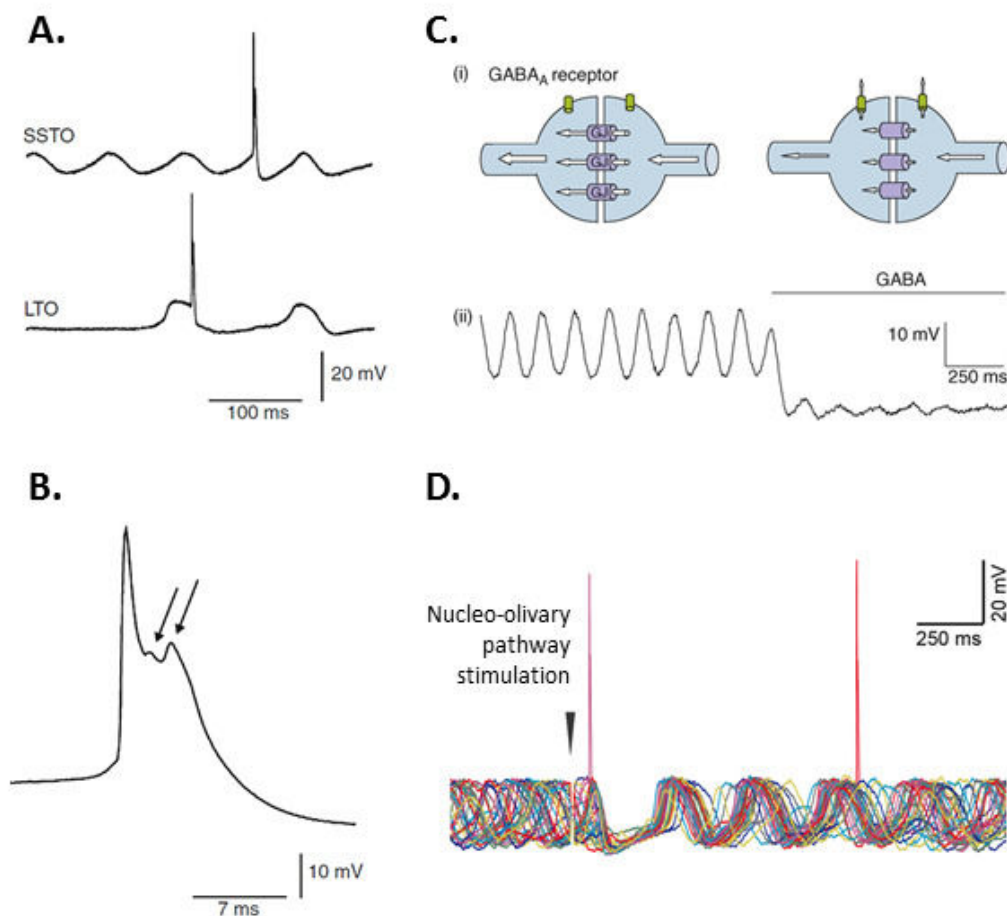 A.
SSTO
LTO
20 mV
100 ms
B.
10 mV
7 ms
C.
(i) GABA_A receptor
GJ
GJ
GJ
GABA
(ii)
10 mV
250 ms
D.
Nucleo-olivary
pathway
stimulation
20 mV
250 ms